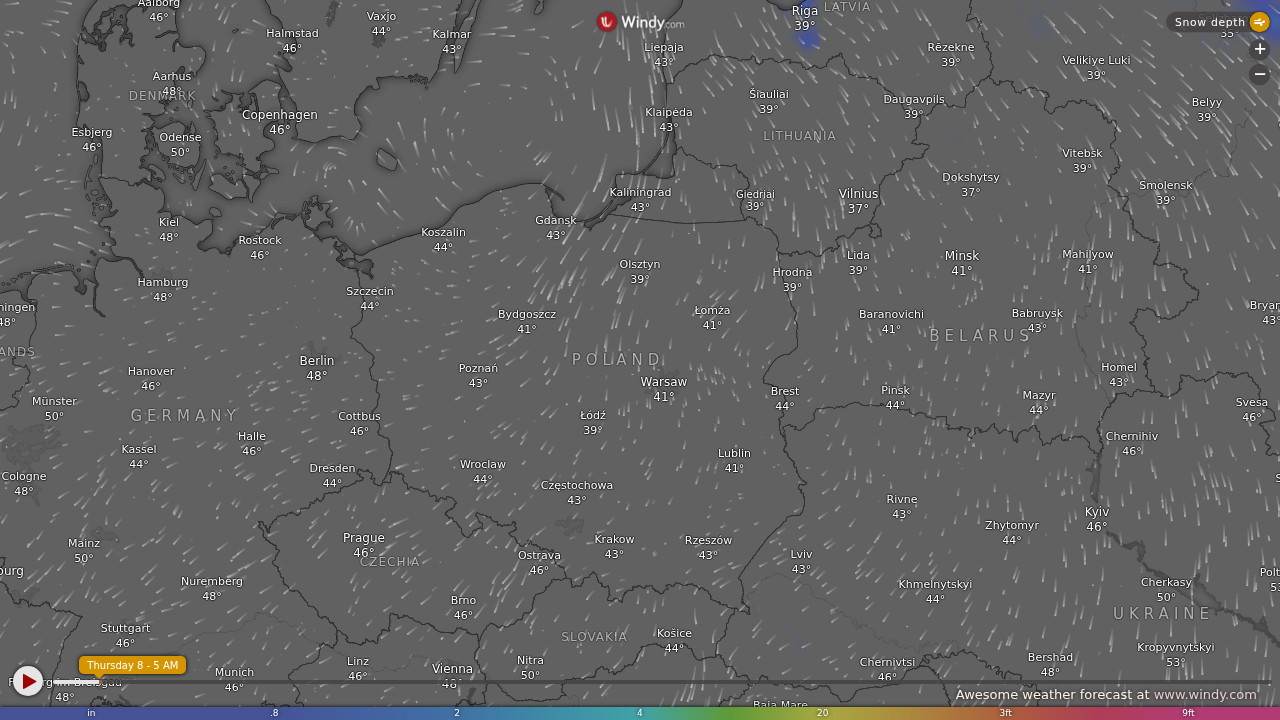 Aalborg
46°
Vaxjo
44°
Halmstad
46°
Kalmar
43°
Windy.com
Riga
39°
LATVIA
Snow depth
35°
Liepaja
43°
Rēzekne
39°
Velikiye Luki
39°
+
−
Aarhus
48°
DENMARK
Copenhagen
46°
Šiauliai
39°
Daugavpils
39°
Belyy
39°
Klaipėda
43°
LITHUANIA
Esbjerg
46°
Odense
50°
Vitebsk
39°
Dokshytsy
37°
Smolensk
39°
Kaliningrad
43°
Giedriai
39°
Vilnius
37°
Kiel
48°
Rostock
46°
Koszalin
44°
Gdansk
43°
Olsztyn
39°
Hrodna
39°
Lida
39°
Minsk
41°
Mahilyow
41°
Hamburg
48°
Szczecin
44°
ningen
48°
Bydgoszcz
41°
Łomża
41°
Baranovichi
41°
Babruysk
43°
Bryan
43°
BELARUS
ANDS
Berlin
48°
POLAND
Hanover
46°
Poznań
43°
Warsaw
41°
Brest
44°
Pinsk
44°
Homel
43°
Mazyr
44°
Svesa
46°
Münster
50°
GERMANY
Cottbus
46°
Łódź
39°
Halle
46°
Chernihiv
46°
Kassel
44°
Lublin
41°
Dresden
44°
Wroclaw
44°
Cologne
48°
Częstochowa
43°
Rivne
43°
Kyiv
46°
Zhytomyr
44°
Prague
46°
CZECHIA
Mainz
50°
Krakow
43°
Rzeszów
43°
Ostrava
46°
Lviv
43°
Nuremberg
48°
Khmelnytskyi
44°
Cherkasy
50°
UKRAINE
Brno
46°
Stuttgart
46°
SLOVAKIA
Košice
44°
Kropyvnytskyi
53°
Thursday 8 - 5 AM
Munich
46°
Linz
46°
Vienna
48°
Nitra
50°
Chernivtsi
46°
Bershad
48°
48°
Baia Mare
Awesome weather forecast at www.windy.com
in .8 2 4 20 3ft 9ft